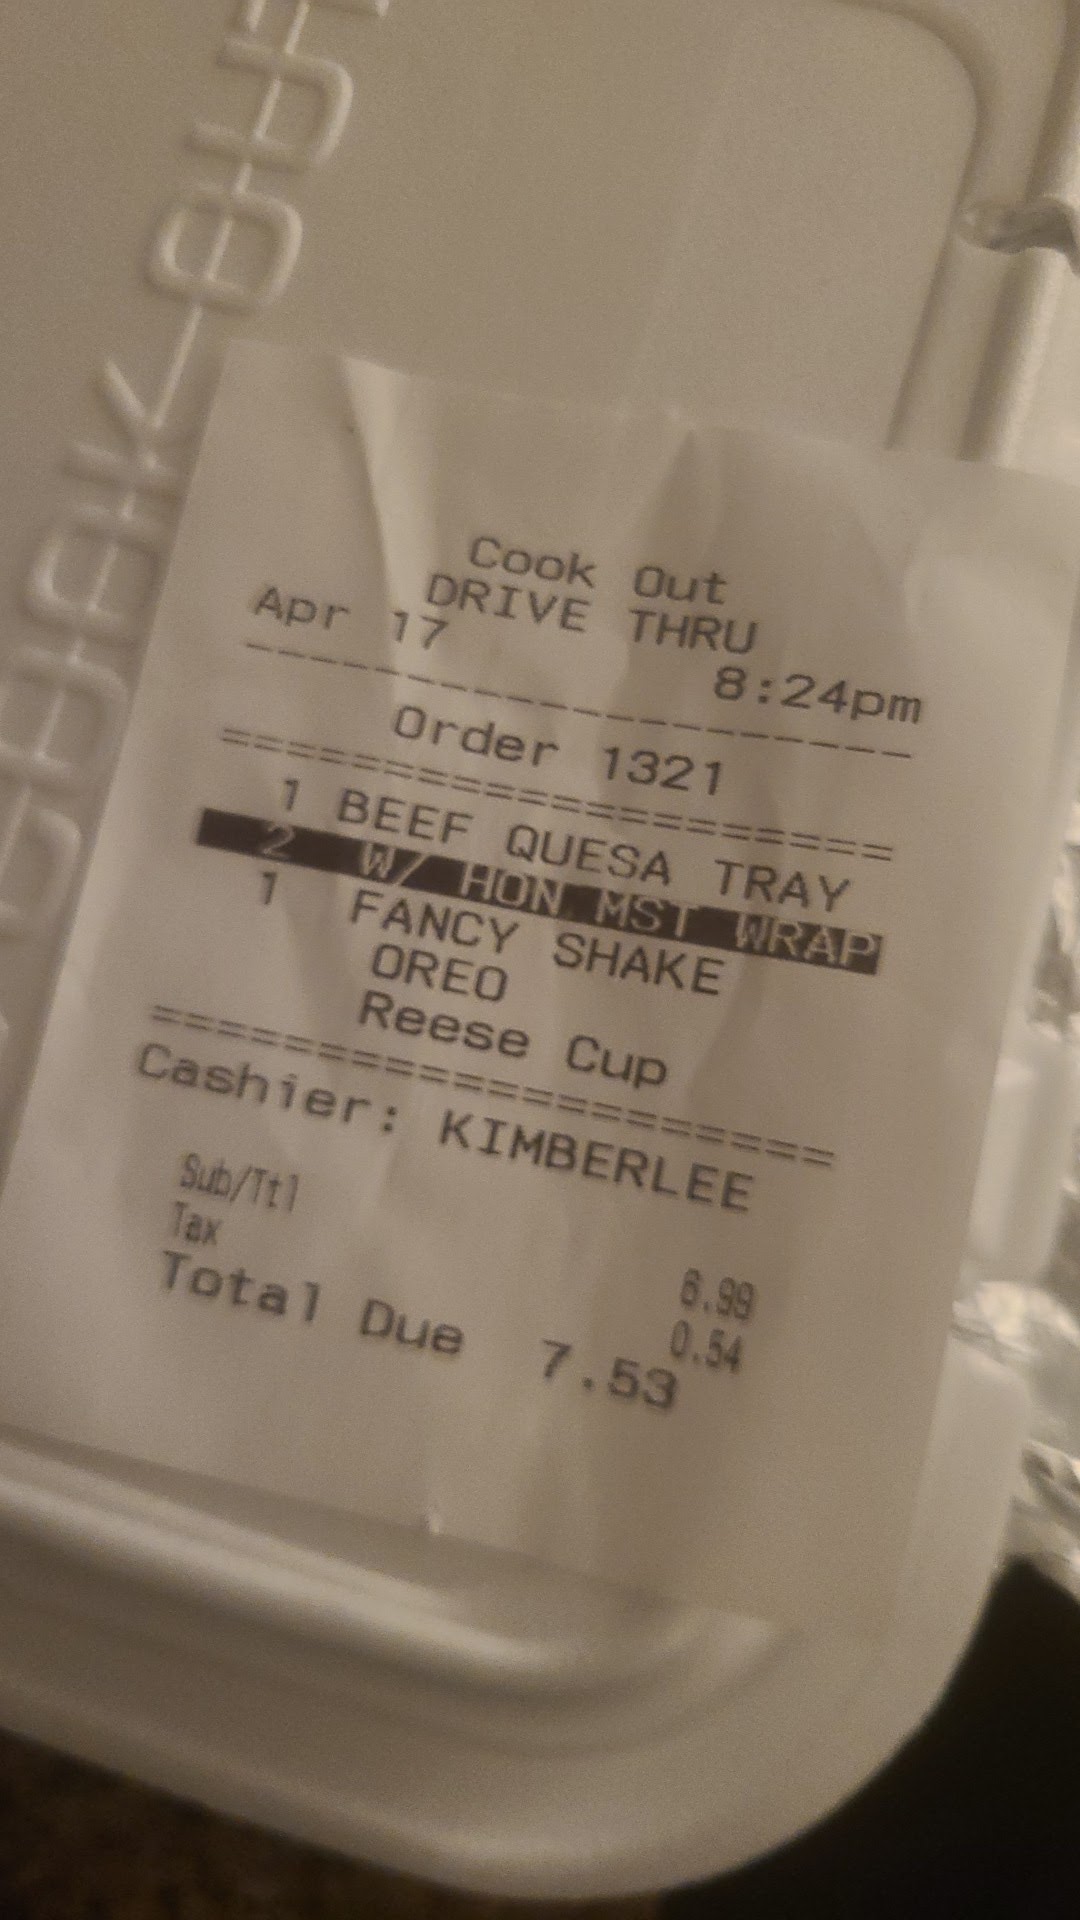 Cook Out
DRIVE THRU
Apr 17 8:24pm
--------------------
Order 1321
====================
1 BEEF QUESA TRAY
2 W/ HON MST WRAP
1 FANCY SHAKE
OREO
Reese Cup
====================
Cashier: KIMBERLEE
Sub/Ttl 6.99
Tax 0.54
Total Due 7.53